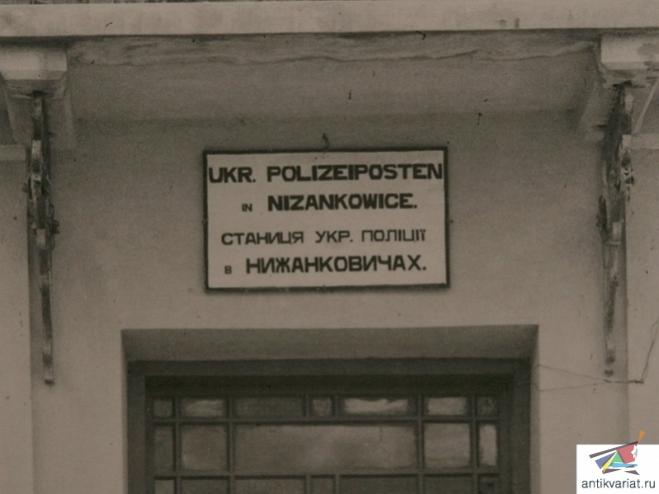 UKR. POLIZEIPOSTEN
IN NIZANKOWICE.
СТАНИЦЯ УКР. ПОЛІЦІЇ
в НИЖАНКОВИЧАХ.
antikvariat.ru